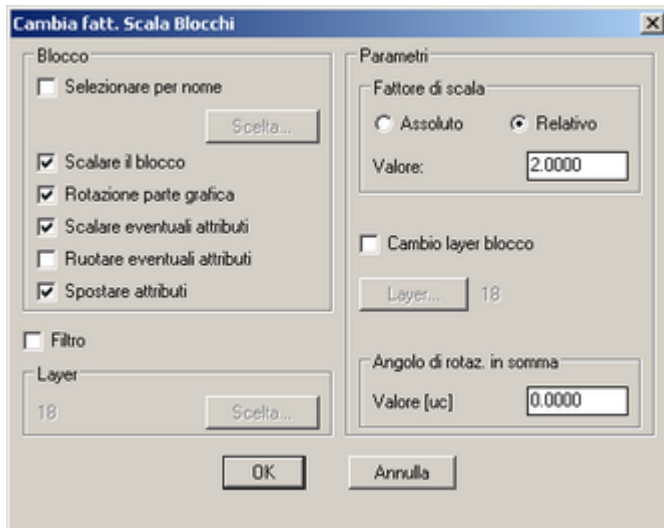 Cambia fatt. Scala Blocchi
Blocco
Selezionare per nome
Scelta...
Scalare il blocco
Rotazione parte grafica
Scalare eventuali attributi
Ruotare eventuali attributi
Spostare attributi
Filtro
Layer
18
Scelta...
Parametri
Fattore di scala
Assoluto
Relativo
Valore:
2.0000
Cambio layer blocco
Layer...
18
Angolo di rotaz. in somma
Valore [uc]
0.0000
OK
Annulla